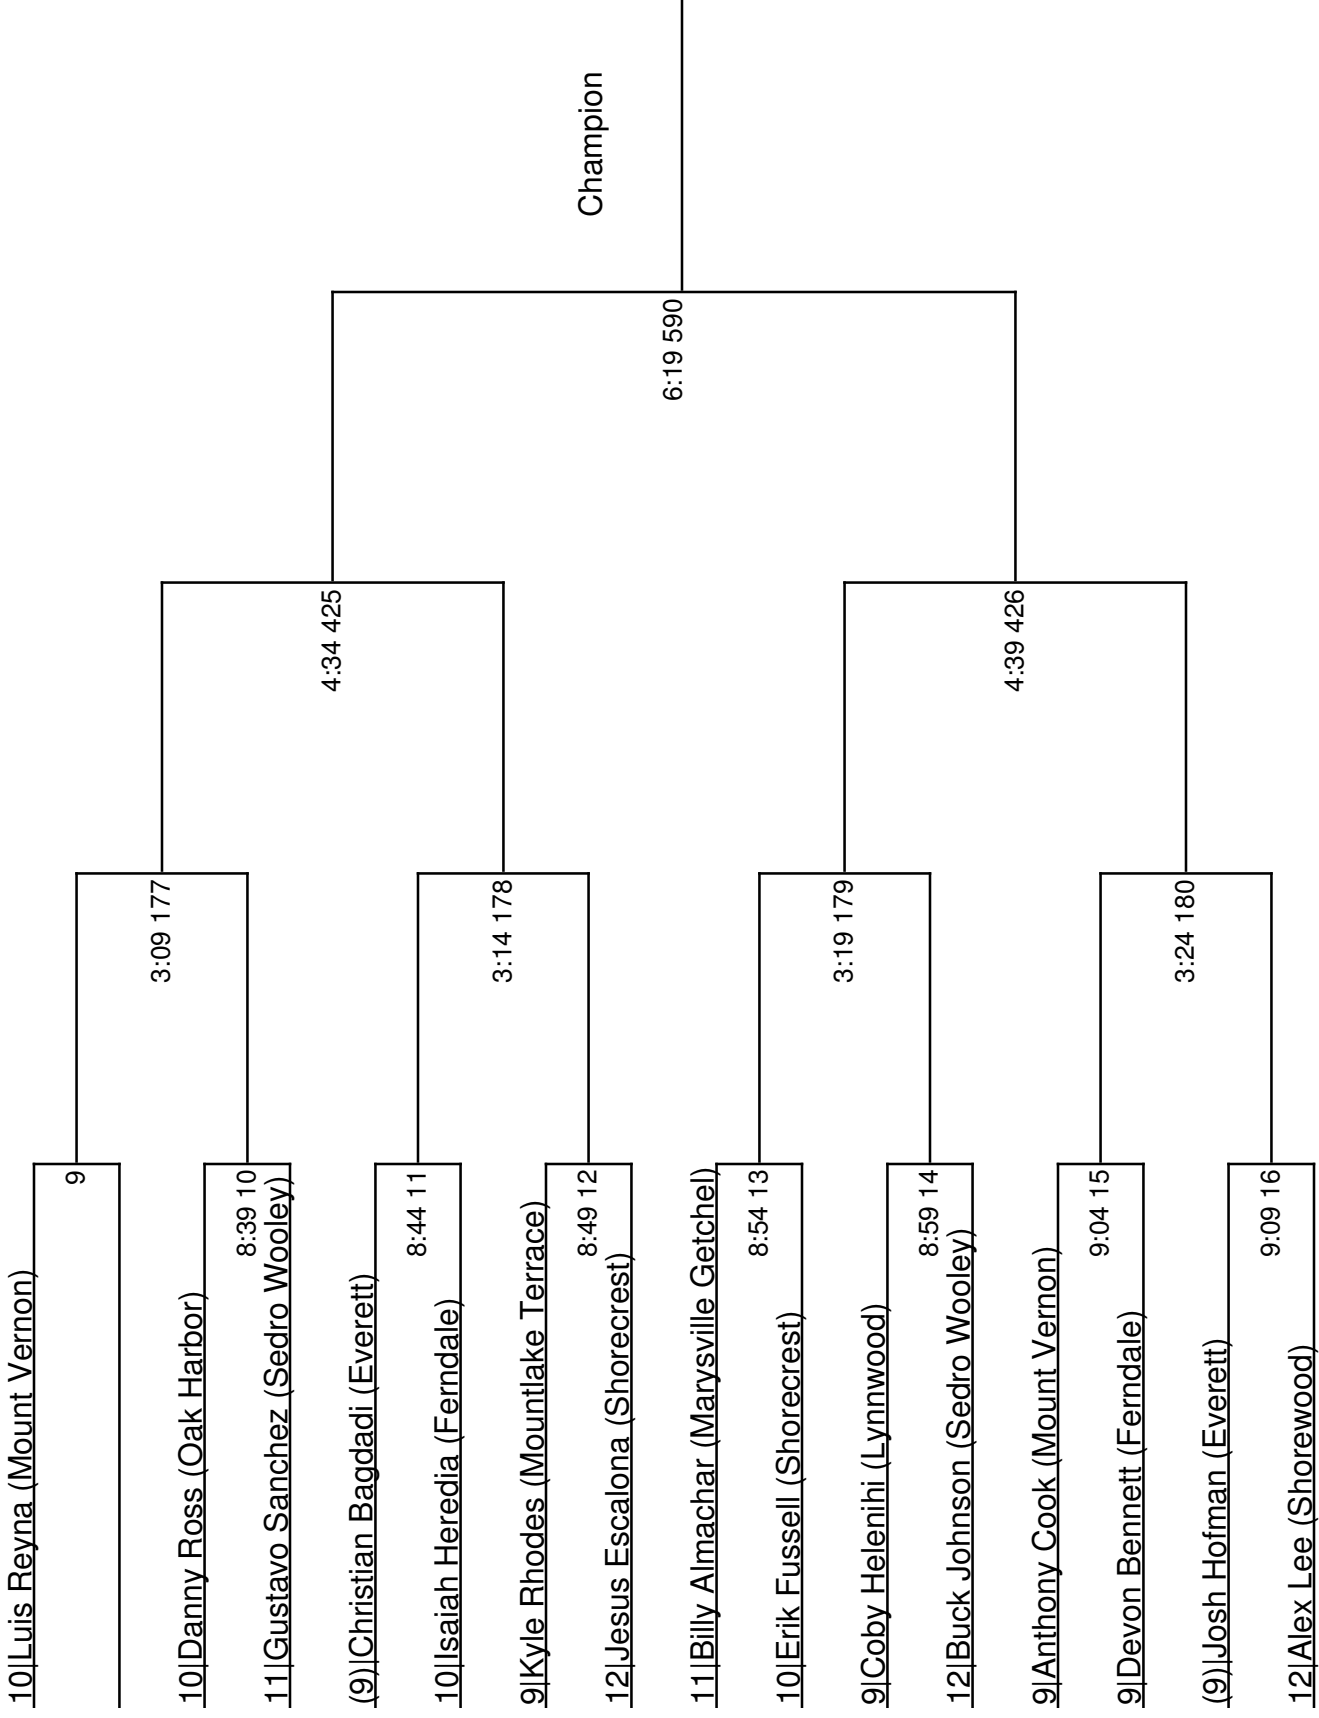 10|Luis Reyna (Mount Vernon)
9
10|Danny Ross (Oak Harbor)
8:39 10
11|Gustavo Sanchez (Sedro Wooley)
(9)|Christian Bagdadi (Everett)
8:44 11
10|Isaiah Heredia (Ferndale)
9|Kyle Rhodes (Mountlake Terrace)
8:49 12
12|Jesus Escalona (Shorecrest)
11|Billy Almachar (Marysville Getchel)
8:54 13
10|Erik Fussell (Shorecrest)
9|Coby Helenihi (Lynnwood)
8:59 14
12|Buck Johnson (Sedro Wooley)
9|Anthony Cook (Mount Vernon)
9:04 15
9|Devon Bennett (Ferndale)
(9)|Josh Hofman (Everett)
9:09 16
12|Alex Lee (Shorewood)
3:09 177
3:14 178
3:19 179
3:24 180
4:34 425
4:39 426
6:19 590
Champion